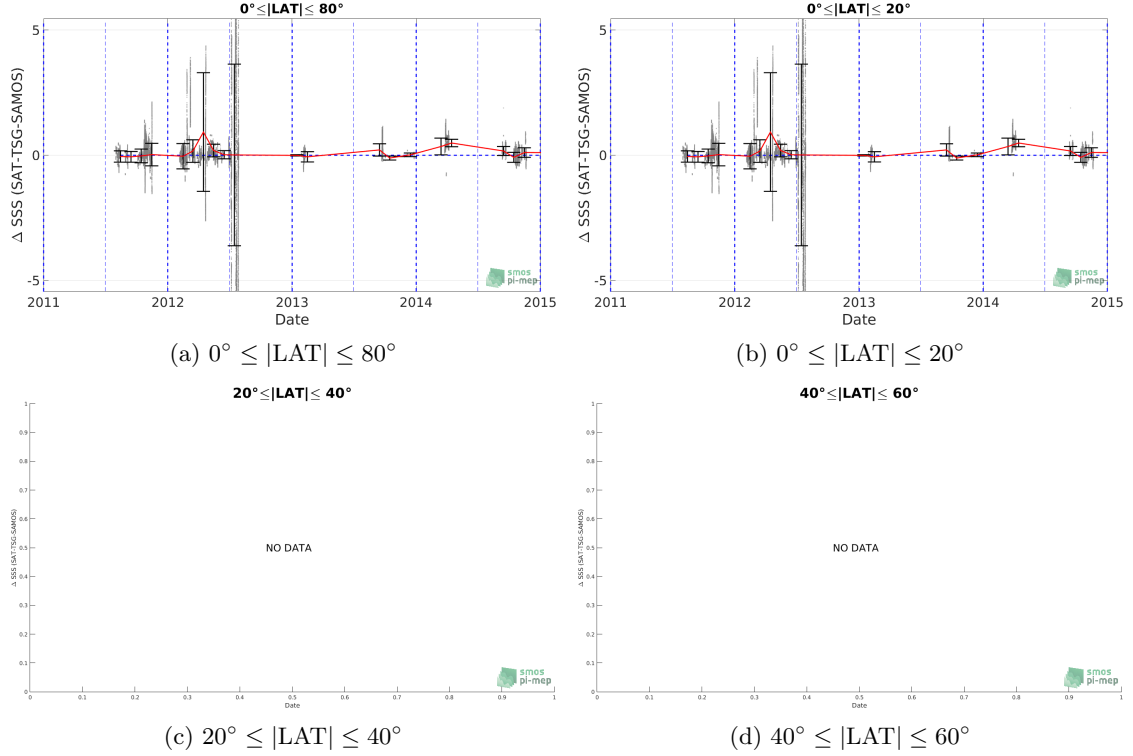 0°≤|LAT|≤ 80°
Δ SSS (SAT-TSG-SAMOS)
5
0
-5
2011 2012 2013 2014 2015
Date
smos
pi-mep
(a) 0° ≤ |LAT| ≤ 80°
0°≤|LAT|≤ 20°
Δ SSS (SAT-TSG-SAMOS)
5
0
-5
2011 2012 2013 2014 2015
Date
smos
pi-mep
(b) 0° ≤ |LAT| ≤ 20°
20°≤|LAT|≤ 40°
Δ SSS (SAT-TSG-SAMOS)
1
0.9
0.8
0.7
0.6
0.5
0.4
0.3
0.2
0.1
0
NO DATA
0 0.1 0.2 0.3 0.4 0.5 0.6 0.7 0.8 0.9 1
Date
smos
pi-mep
(c) 20° ≤ |LAT| ≤ 40°
40°≤|LAT|≤ 60°
Δ SSS (SAT-TSG-SAMOS)
1
0.9
0.8
0.7
0.6
0.5
0.4
0.3
0.2
0.1
0
NO DATA
0 0.1 0.2 0.3 0.4 0.5 0.6 0.7 0.8 0.9 1
Date
smos
pi-mep
(d) 40° ≤ |LAT| ≤ 60°